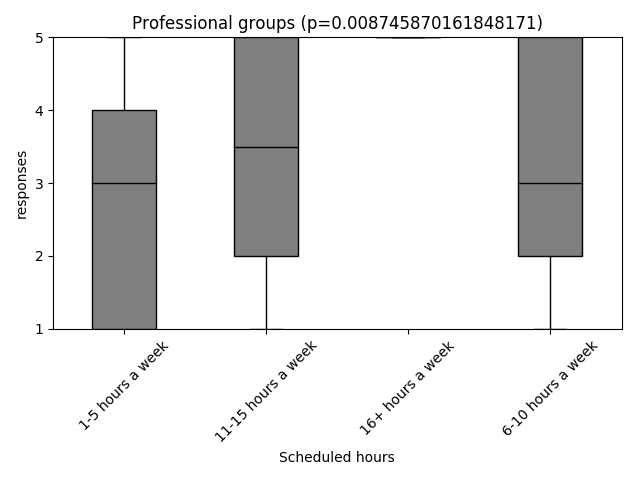 Professional groups (p=0.008745870161848171)
5
4
3
2
1
responses
1-5 hours a week
11-15 hours a week
16+ hours a week
6-10 hours a week
Scheduled hours